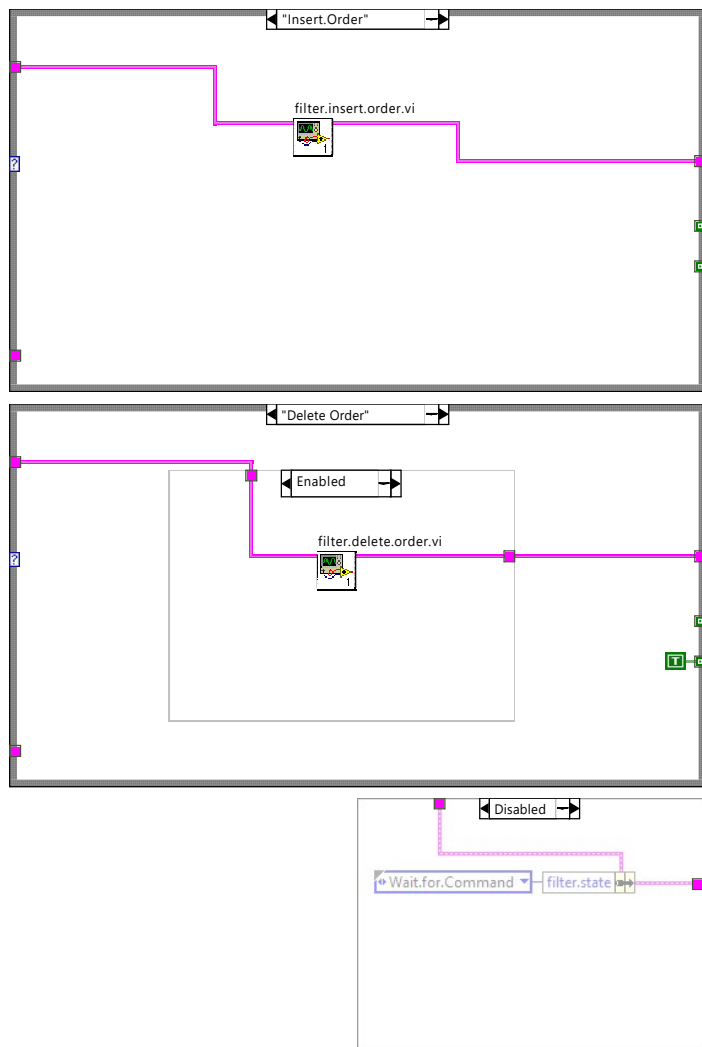 "Insert.Order"
filter.insert.order.vi
1
?
"Delete Order"
Enabled
filter.delete.order.vi
?
1
T
Disabled
Wait.for.Command filter.state